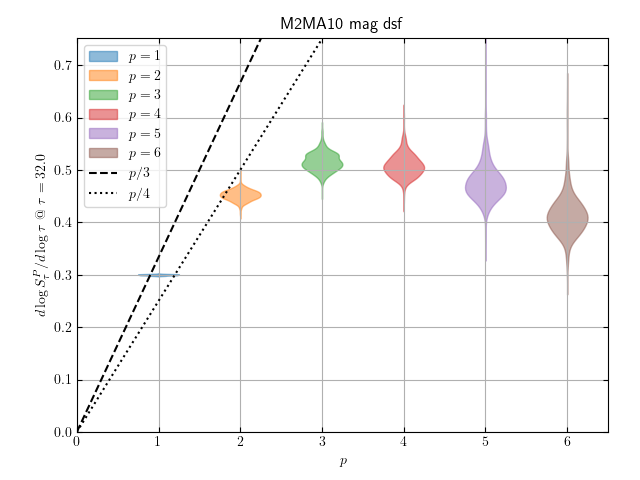 M2MA10 mag dsf
d log S_τ^P / d log τ @ τ = 32.0
0.7
0.6
0.5
0.4
0.3
0.2
0.1
0.0
p = 1
p = 2
p = 3
p = 4
p = 5
p = 6
p/3
p/4
0 1 2 3 4 5 6
p